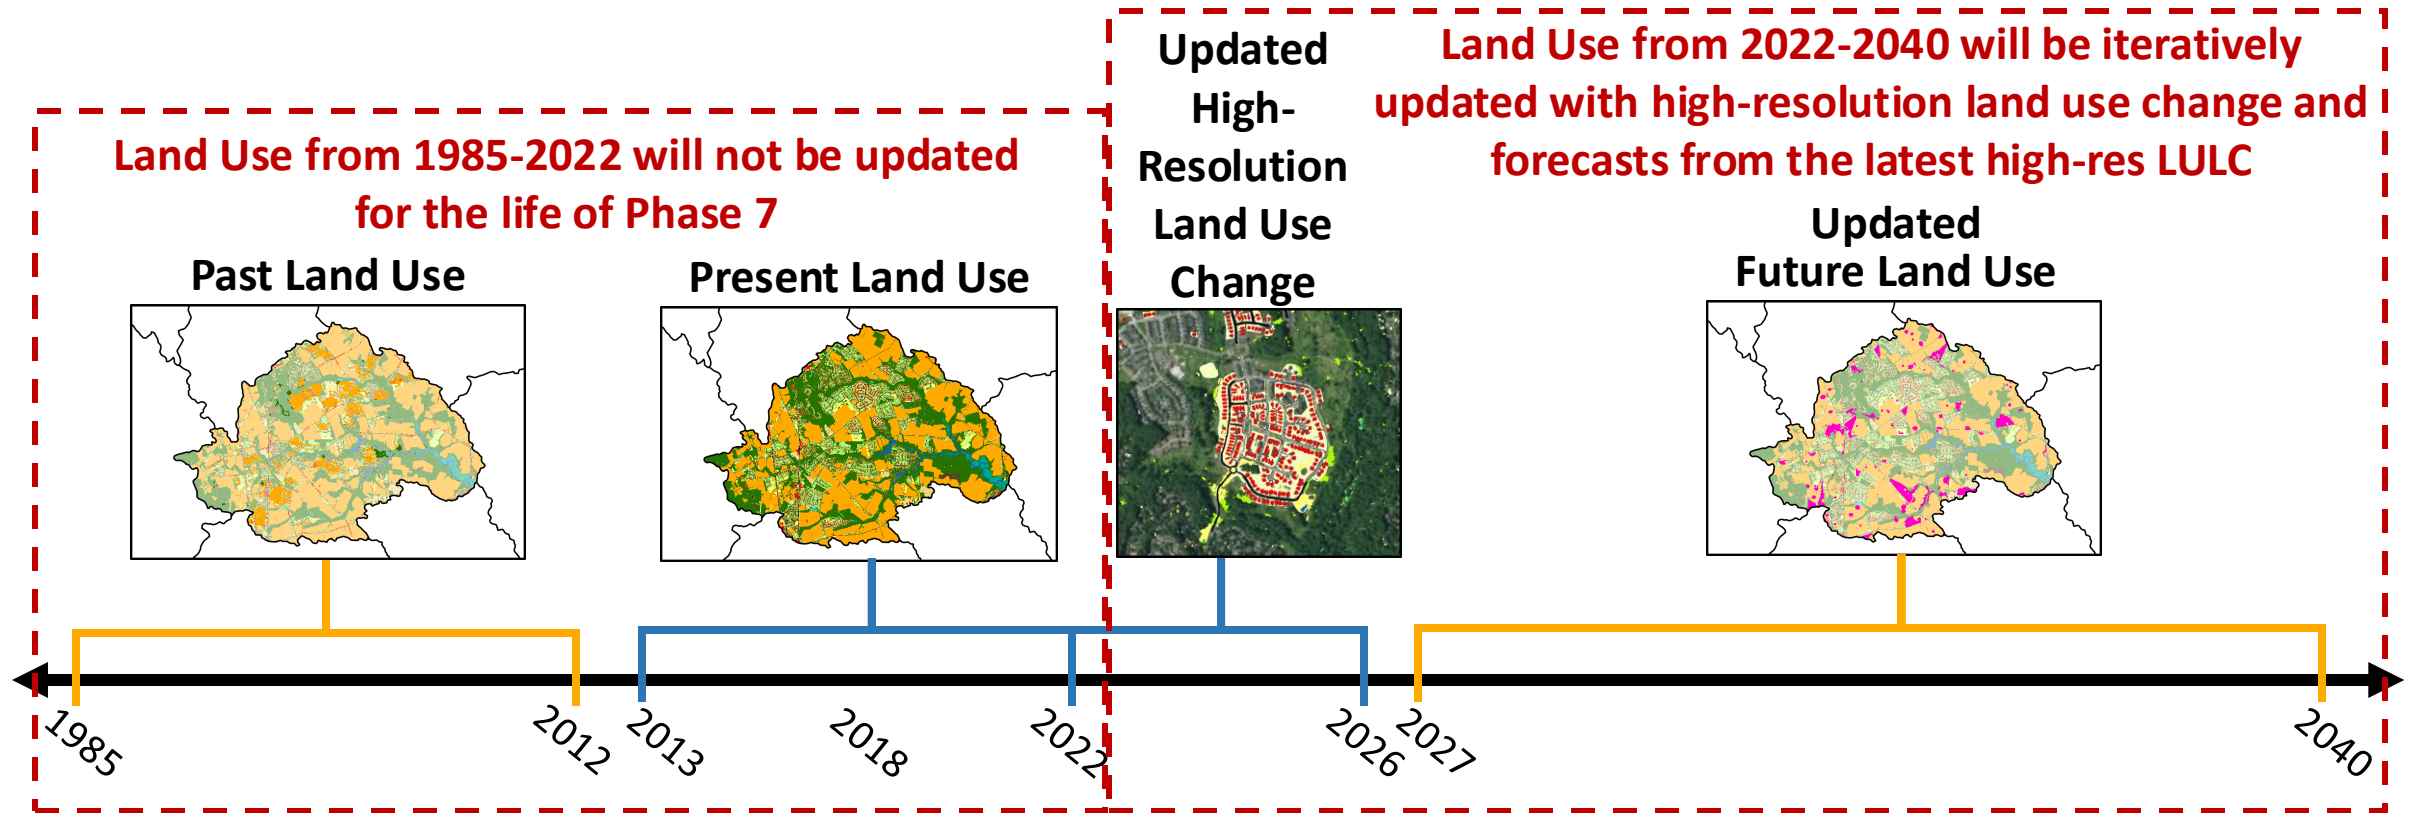 Land Use from 1985-2022 will not be updated
for the life of Phase 7
Past Land Use
Present Land Use
Updated
High-
Resolution
Land Use
Change
Land Use from 2022-2040 will be iteratively
updated with high-resolution land use change and
forecasts from the latest high-res LULC
Updated
Future Land Use
1985
2012
2013
2018
2022
2026
2027
2040